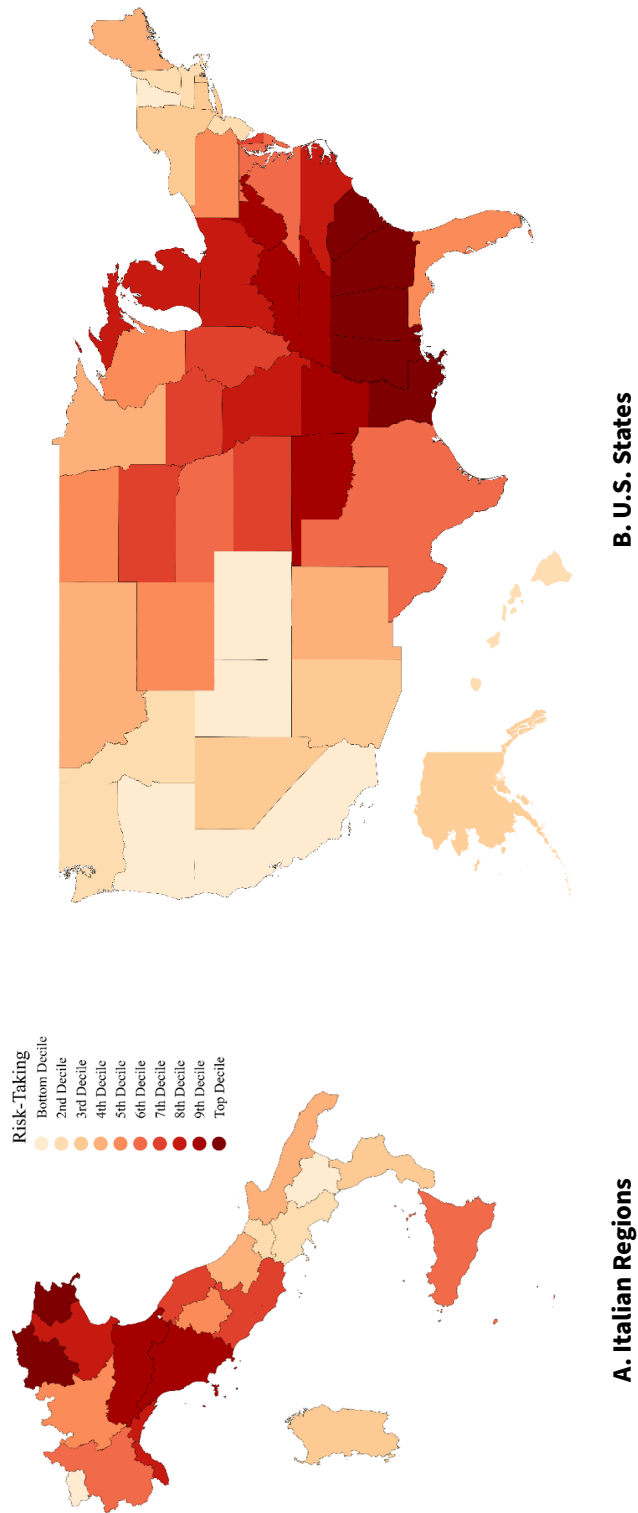 Risk-Taking
Bottom Decile
2nd Decile
3rd Decile
4th Decile
5th Decile
6th Decile
7th Decile
8th Decile
9th Decile
Top Decile
A. Italian Regions
B. U.S. States